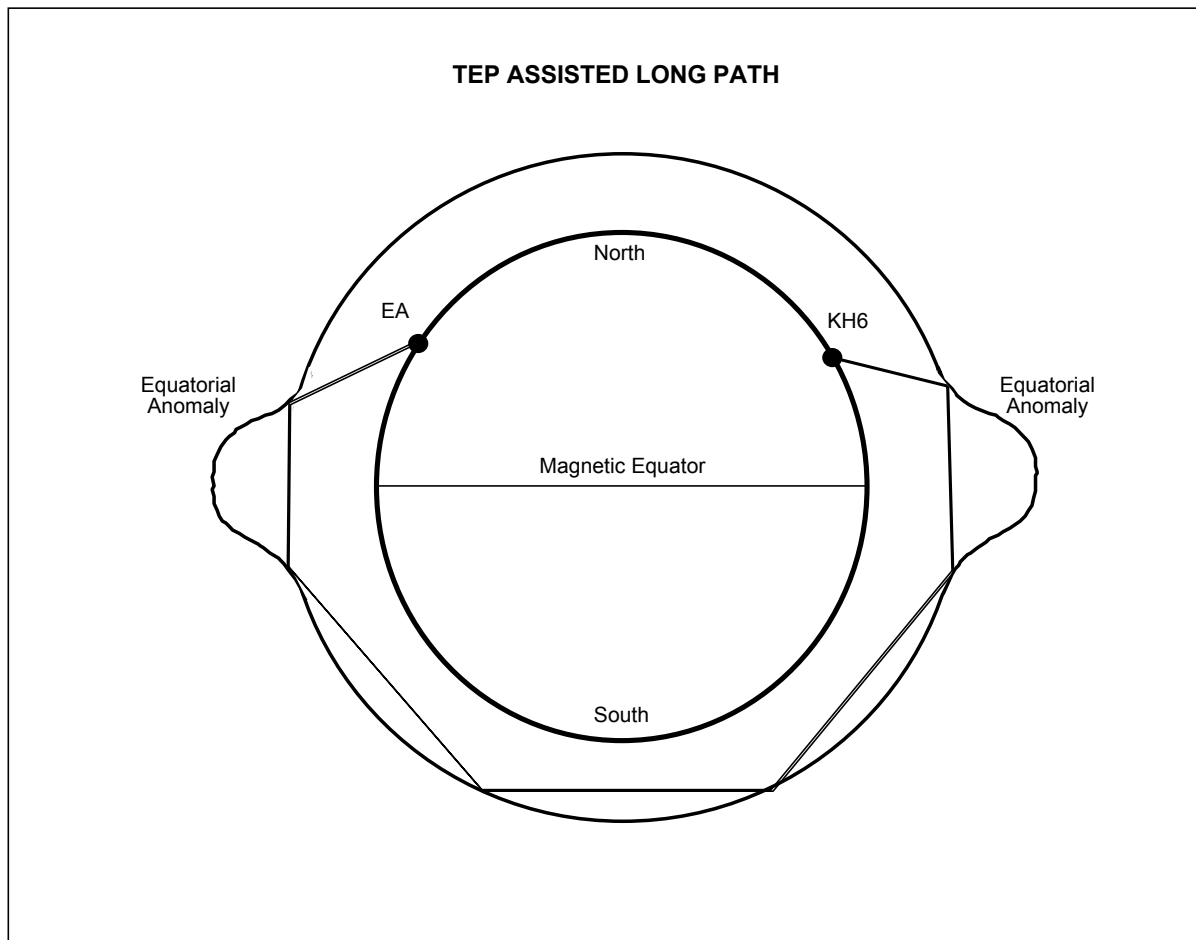 TEP ASSISTED LONG PATH
North
EA
KH6
Equatorial
Anomaly
Equatorial
Anomaly
Magnetic Equator
South